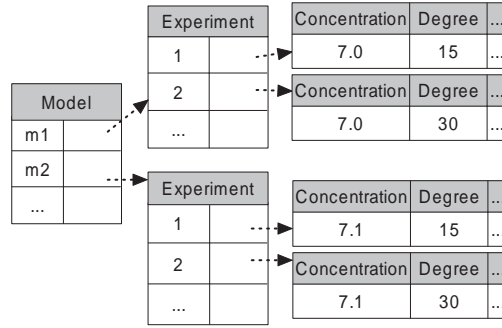 Model
m1
m2
...
Experiment
1
2
...
Concentration Degree ...
7.0 15 ...
Concentration Degree ...
7.0 30 ...
Experiment
1
2
...
Concentration Degree ...
7.1 15 ...
Concentration Degree ...
7.1 30 ...